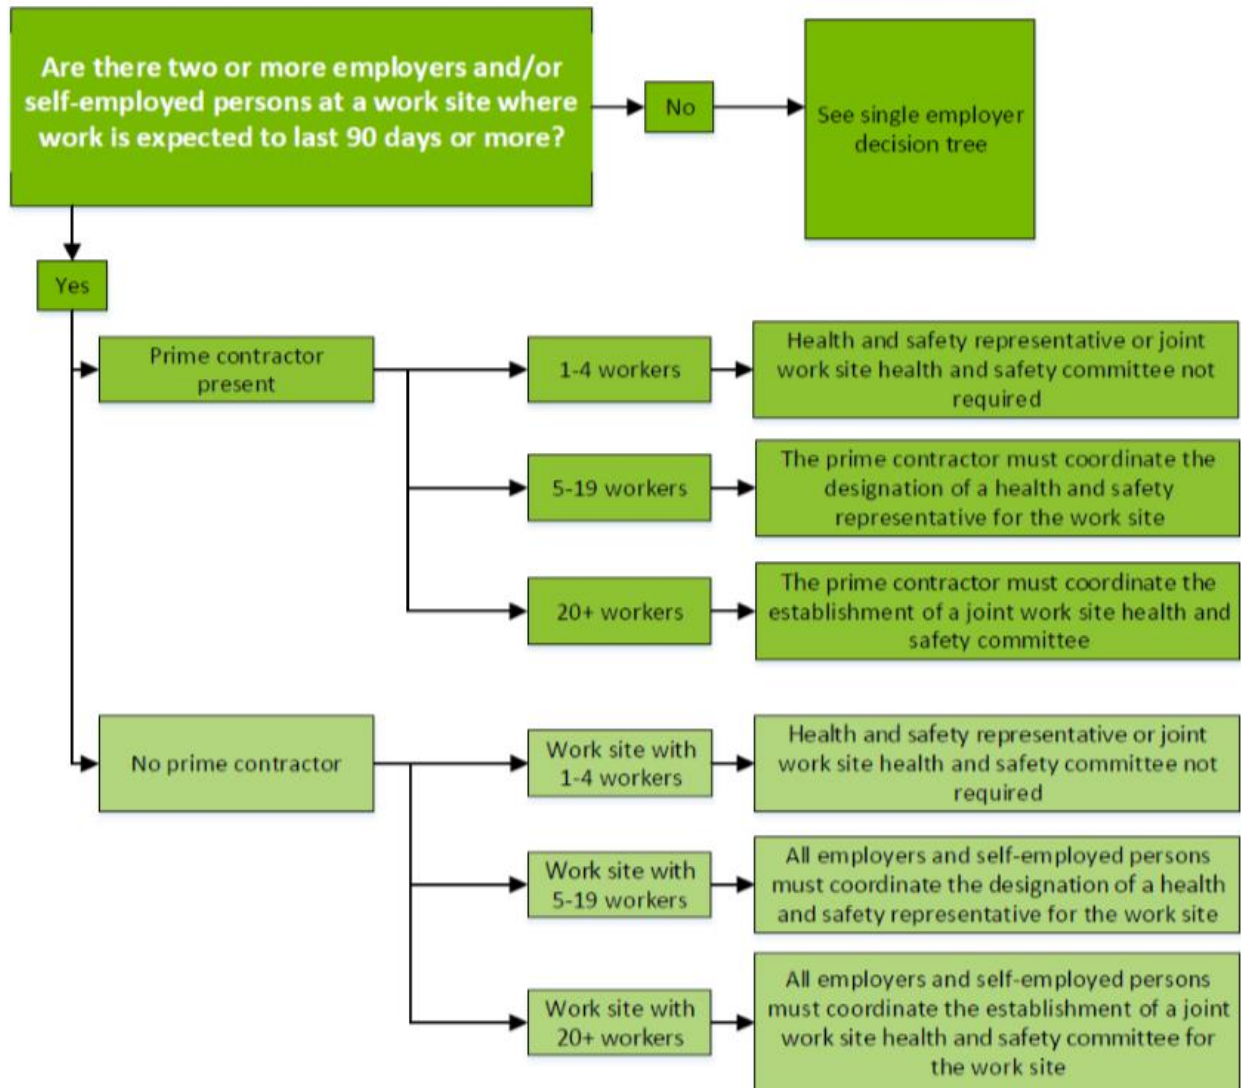 Are there two or more employers and/or
self-employed persons at a work site where
work is expected to last 90 days or more?
No
See single employer
decision tree
Yes
Prime contractor
present
1-4 workers
Health and safety representative or joint
work site health and safety committee not
required
5-19 workers
The prime contractor must coordinate the
designation of a health and safety
representative for the work site
20+ workers
The prime contractor must coordinate the
establishment of a joint work site health and
safety committee
No prime contractor
Work site with
1-4 workers
Health and safety representative or joint
work site health and safety committee not
required
Work site with
5-19 workers
All employers and self-employed persons
must coordinate the designation of a health
and safety representative for the work site
Work site with
20+ workers
All employers and self-employed persons
must coordinate the establishment of a joint
work site health and safety committee for
the work site